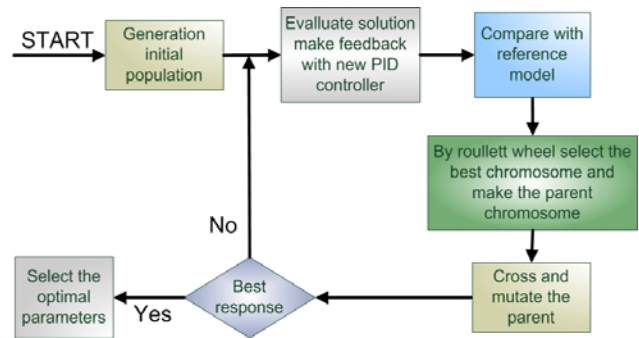 START
Generation
initial
population
Evalluate solution
make feedback
with new PID
controller
Compare with
reference
model
By roullett wheel select the
best chromosome and
make the parent
chromosome
Cross and
mutate the
parent
Best
response
No
Yes
Select the
optimal
parameters